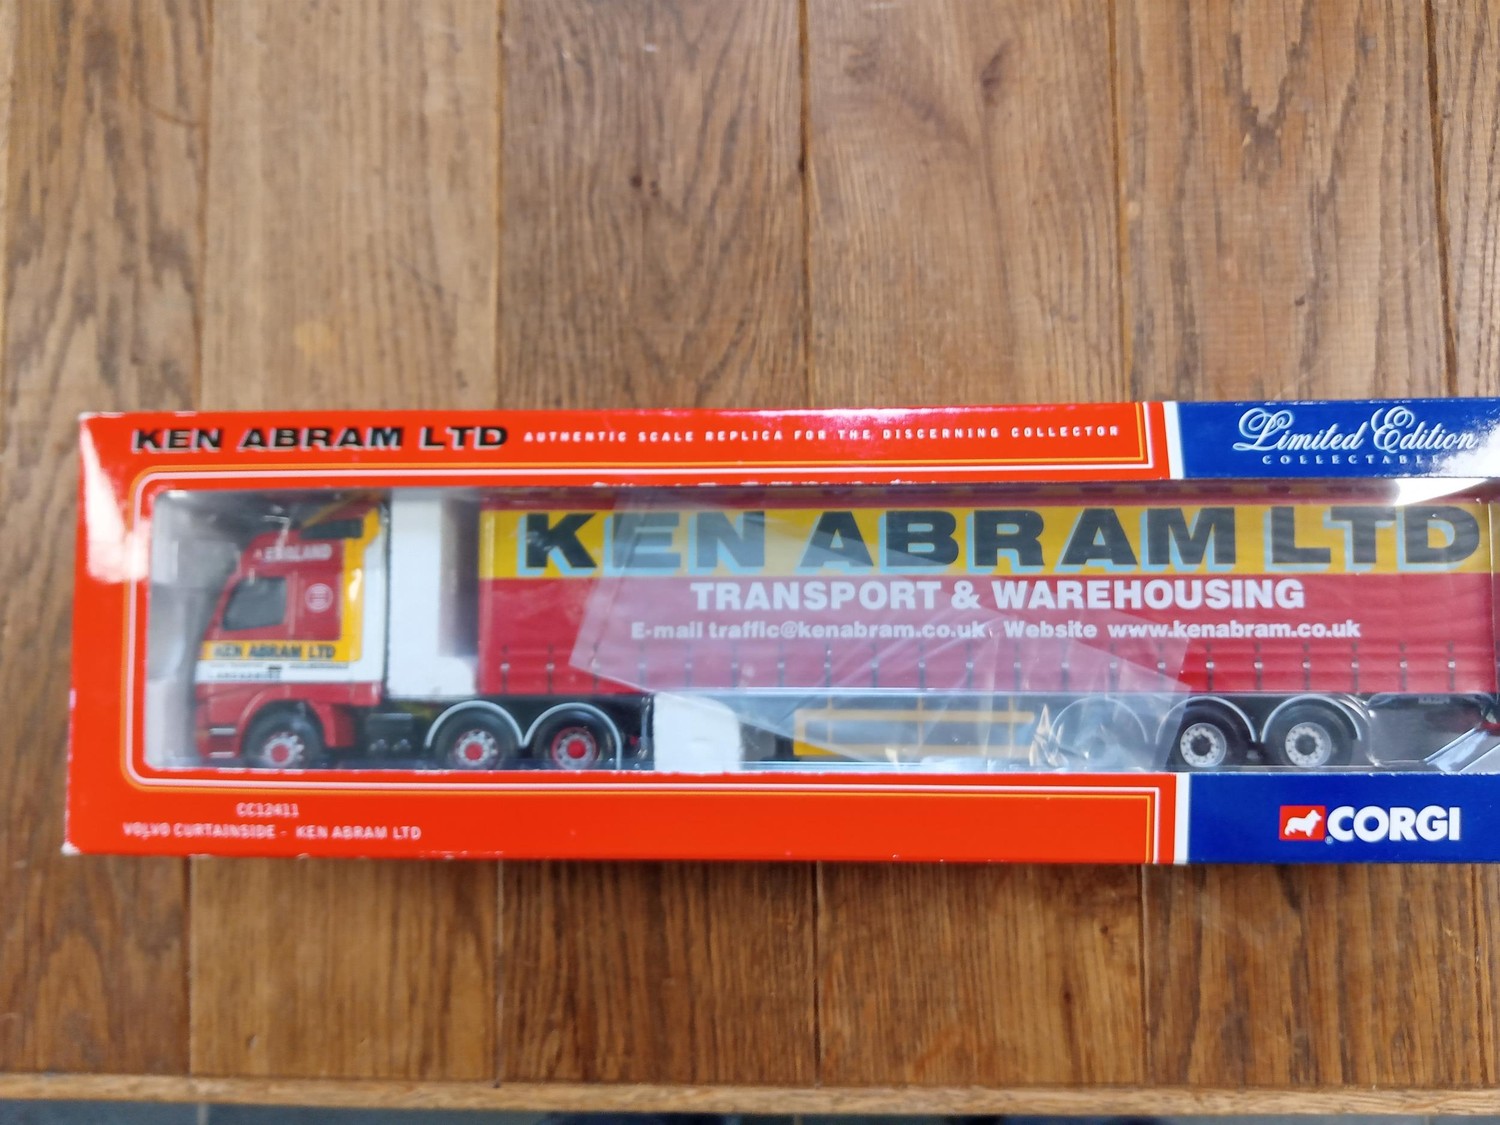 KEN ABRAM LTD AUTHENTIC SCALE REPLICA FOR THE DISCERNING COLLECTOR
Limited Edition
COLLECTABLE
ENGLAND
KEN ABRAM LTD
TRANSPORT & WAREHOUSING
E-mail traffic@kenabram.co.uk Website www.kenabram.co.uk
KEN ABRAM LTD
CC12411
VOLVO CURTAINSIDE - KEN ABRAM LTD
CORGI